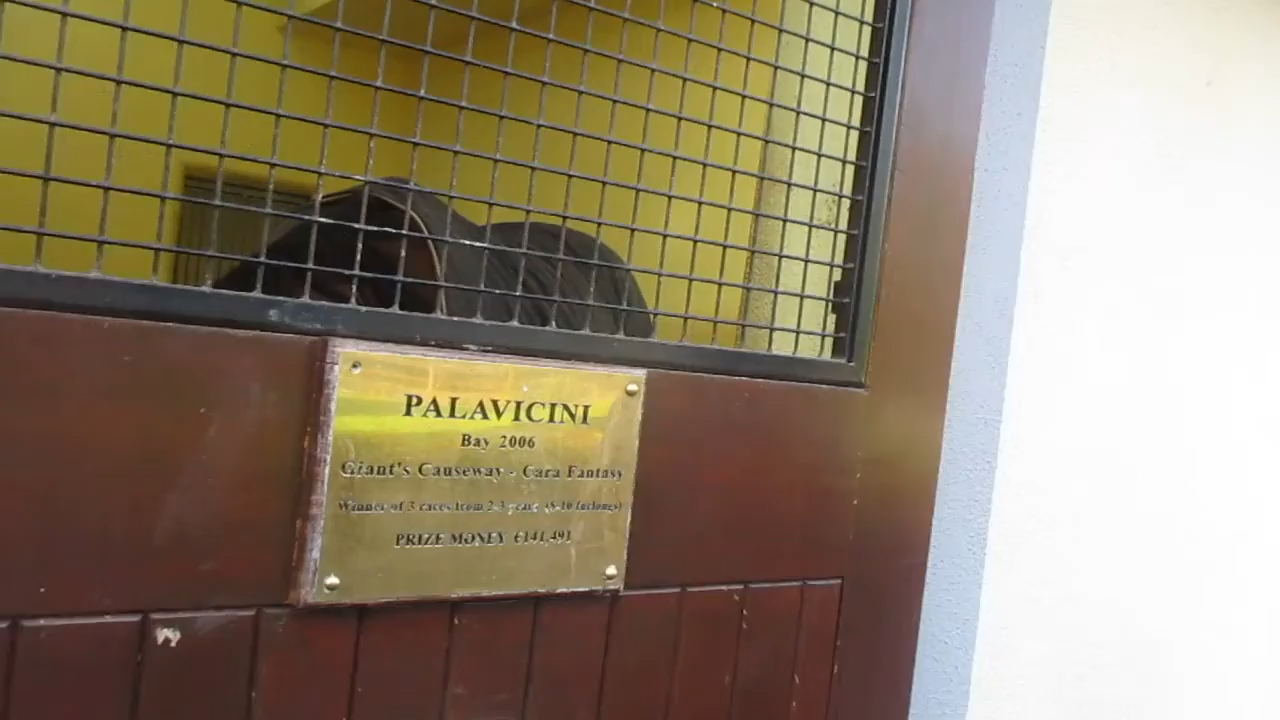 PALAVICINI
Bay 2006
Giant's Causeway - Cara Fantasy
Winner of 3 races from 2-3 years (8-10 furlongs)
PRIZE MONEY €141,491